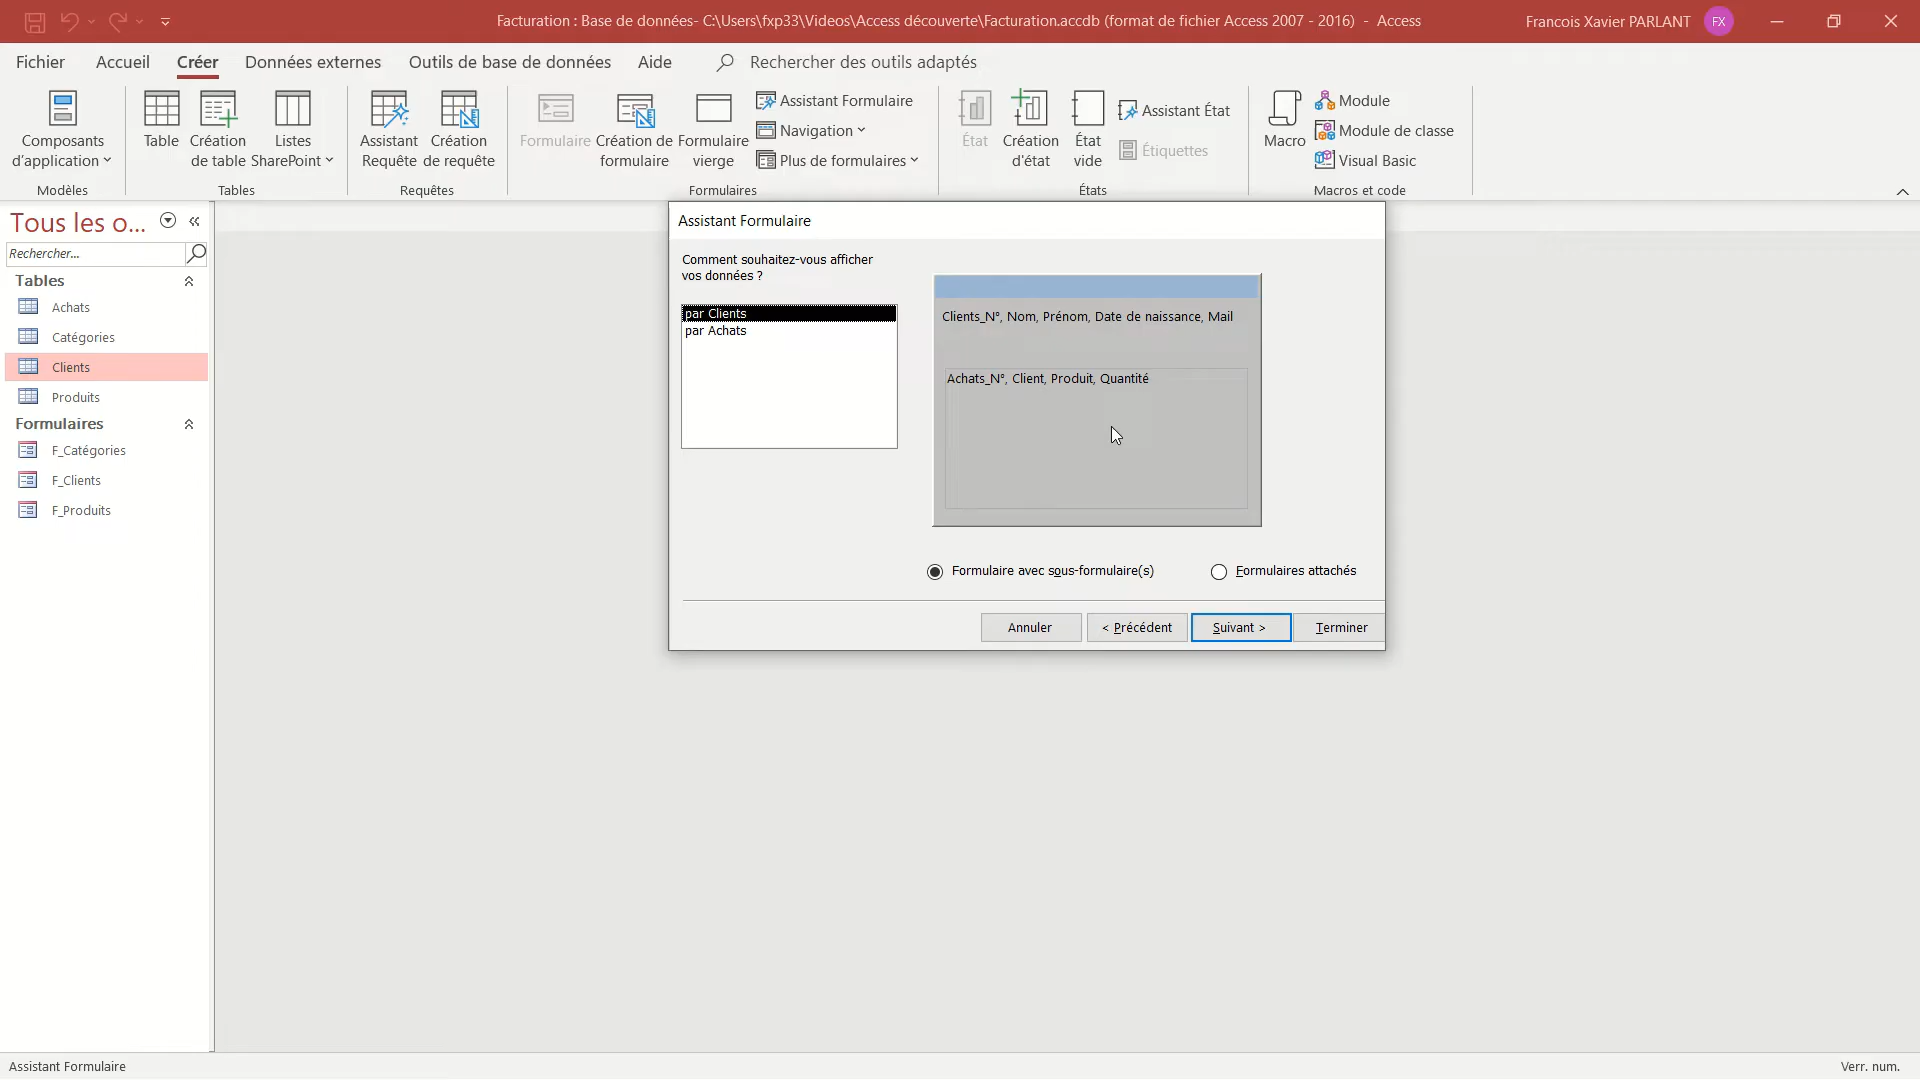 Facturation : Base de données- C:\Users\fxp33\Videos\Access découverte\Facturation.accdb (format de fichier Access 2007 - 2016) - Access
Francois Xavier PARLANT
FX
Fichier
Accueil
Créer
Données externes
Outils de base de données
Aide
Rechercher des outils adaptés
Composants
d'application
Modèles
Table
Création
de table
Listes
SharePoint
Tables
Assistant
Requête
Création
de requête
Requêtes
Formulaire
Création de
formulaire
Formulaire
vierge
Assistant Formulaire
Navigation
Plus de formulaires
Formulaires
État
Création
d'état
État
vide
Assistant État
Étiquettes
États
Macro
Module
Module de classe
Visual Basic
Macros et code
Tous les o...
Rechercher...
Tables
Achats
Catégories
Clients
Produits
Formulaires
F_Catégories
F_Clients
F_Produits
Assistant Formulaire
Comment souhaitez-vous afficher
vos données ?
par Clients
par Achats
Clients_N°, Nom, Prénom, Date de naissance, Mail
Achats_N°, Client, Produit, Quantité
Formulaire avec sous-formulaire(s)
Formulaires attachés
Annuler
< Précédent
Suivant >
Terminer
Assistant Formulaire
Verr. num.